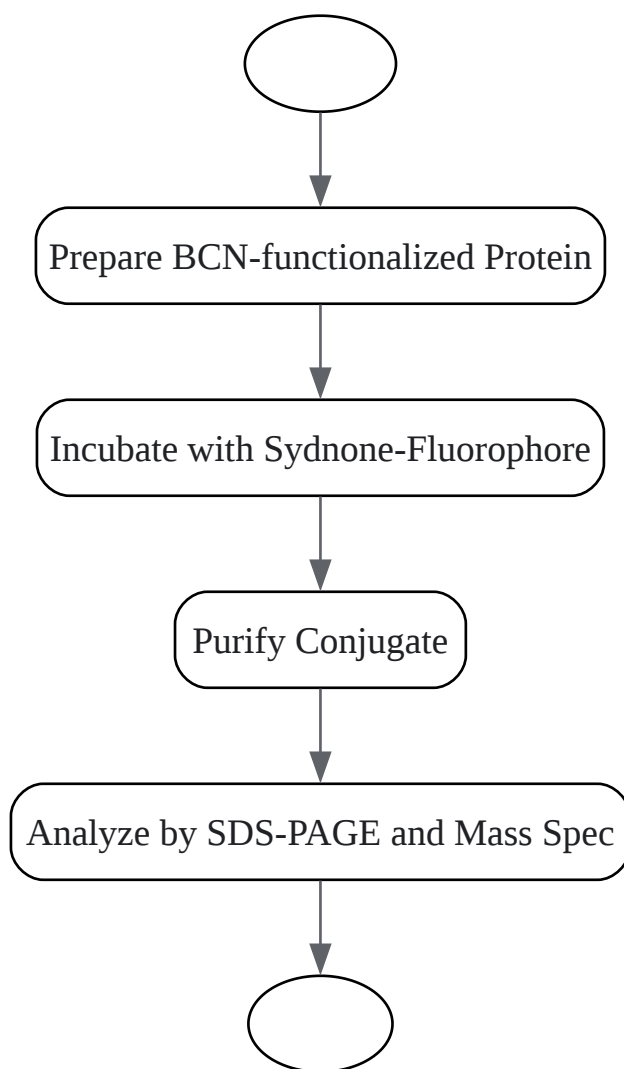 Prepare BCN-functionalized Protein
Incubate with Sydnone-Fluorophore
Purify Conjugate
Analyze by SDS-PAGE and Mass Spec